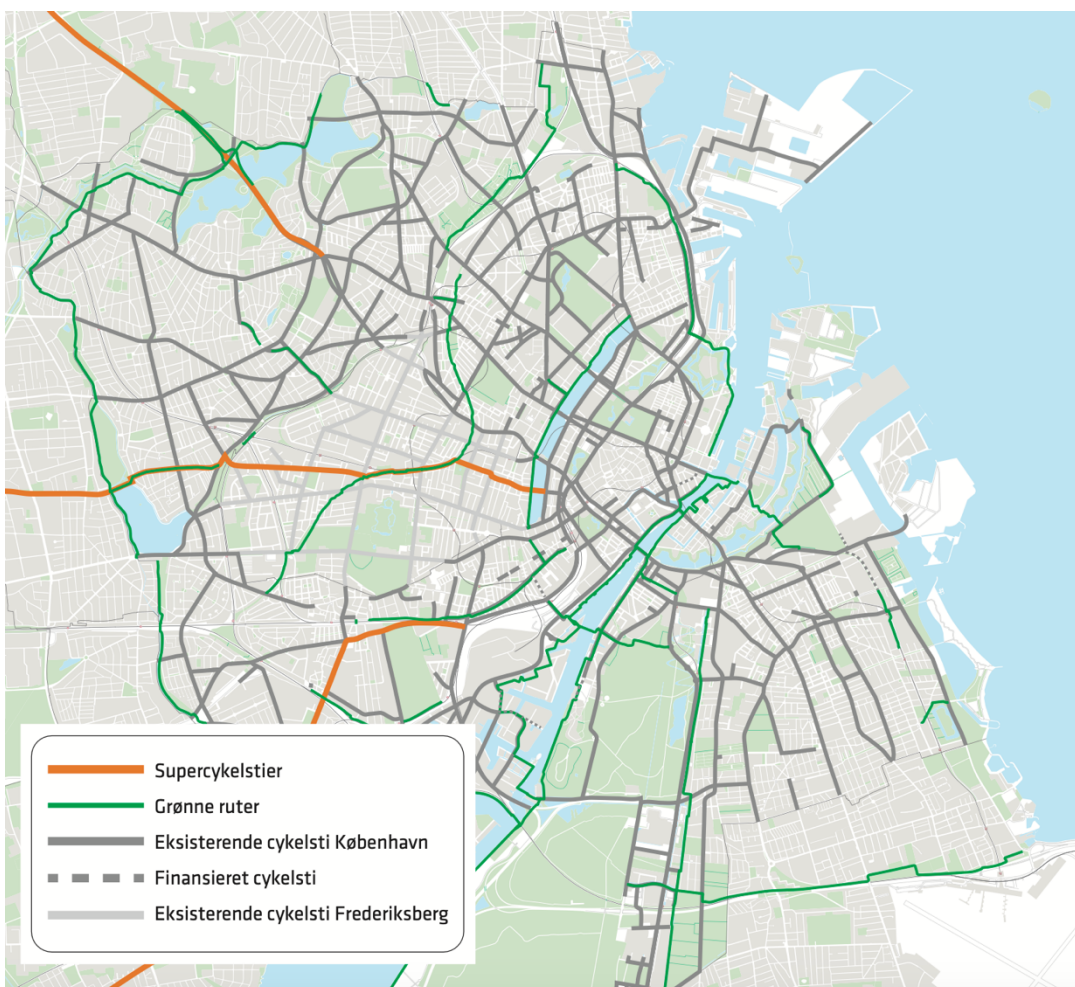 Supercykelstier
Grønne ruter
Eksisterende cykelsti København
Finansieret cykelsti
Eksisterende cykelsti Frederiksberg